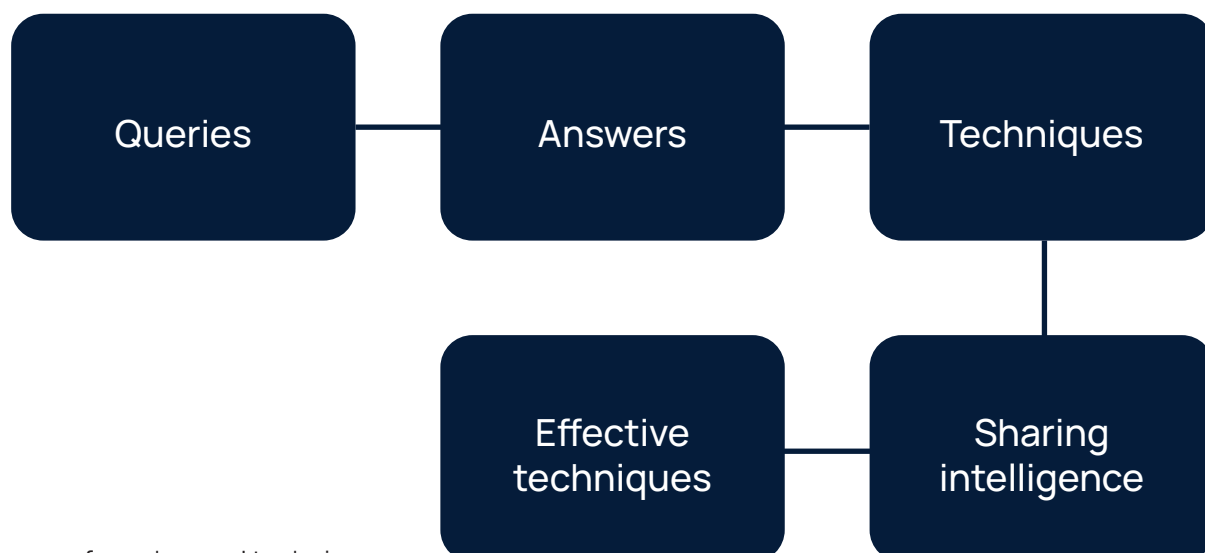 Queries
Answers
Techniques
Effective
techniques
Sharing
intelligence